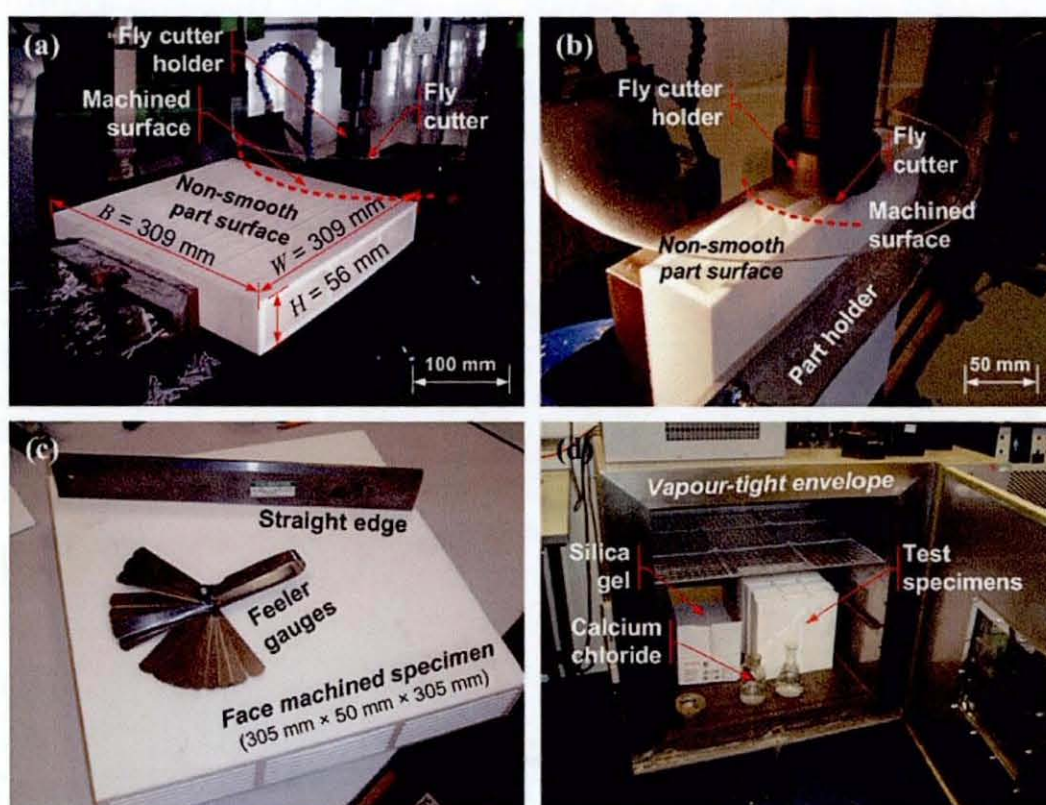 (a)
Fly cutter
holder
Machined
surface
Fly
cutter
Non-smooth
part surface
B = 309 mm
W = 309 mm
H = 56 mm
100 mm
(b)
Fly cutter
holder
Fly
cutter
Machined
surface
Non-smooth
part surface
Part holder
50 mm
(c)
Straight edge
Feeler
gauges
Face machined specimen
(305 mm × 50 mm × 305 mm)
(d)
Vapour-tight envelope
Silica
gel
Test
specimens
Calcium
chloride